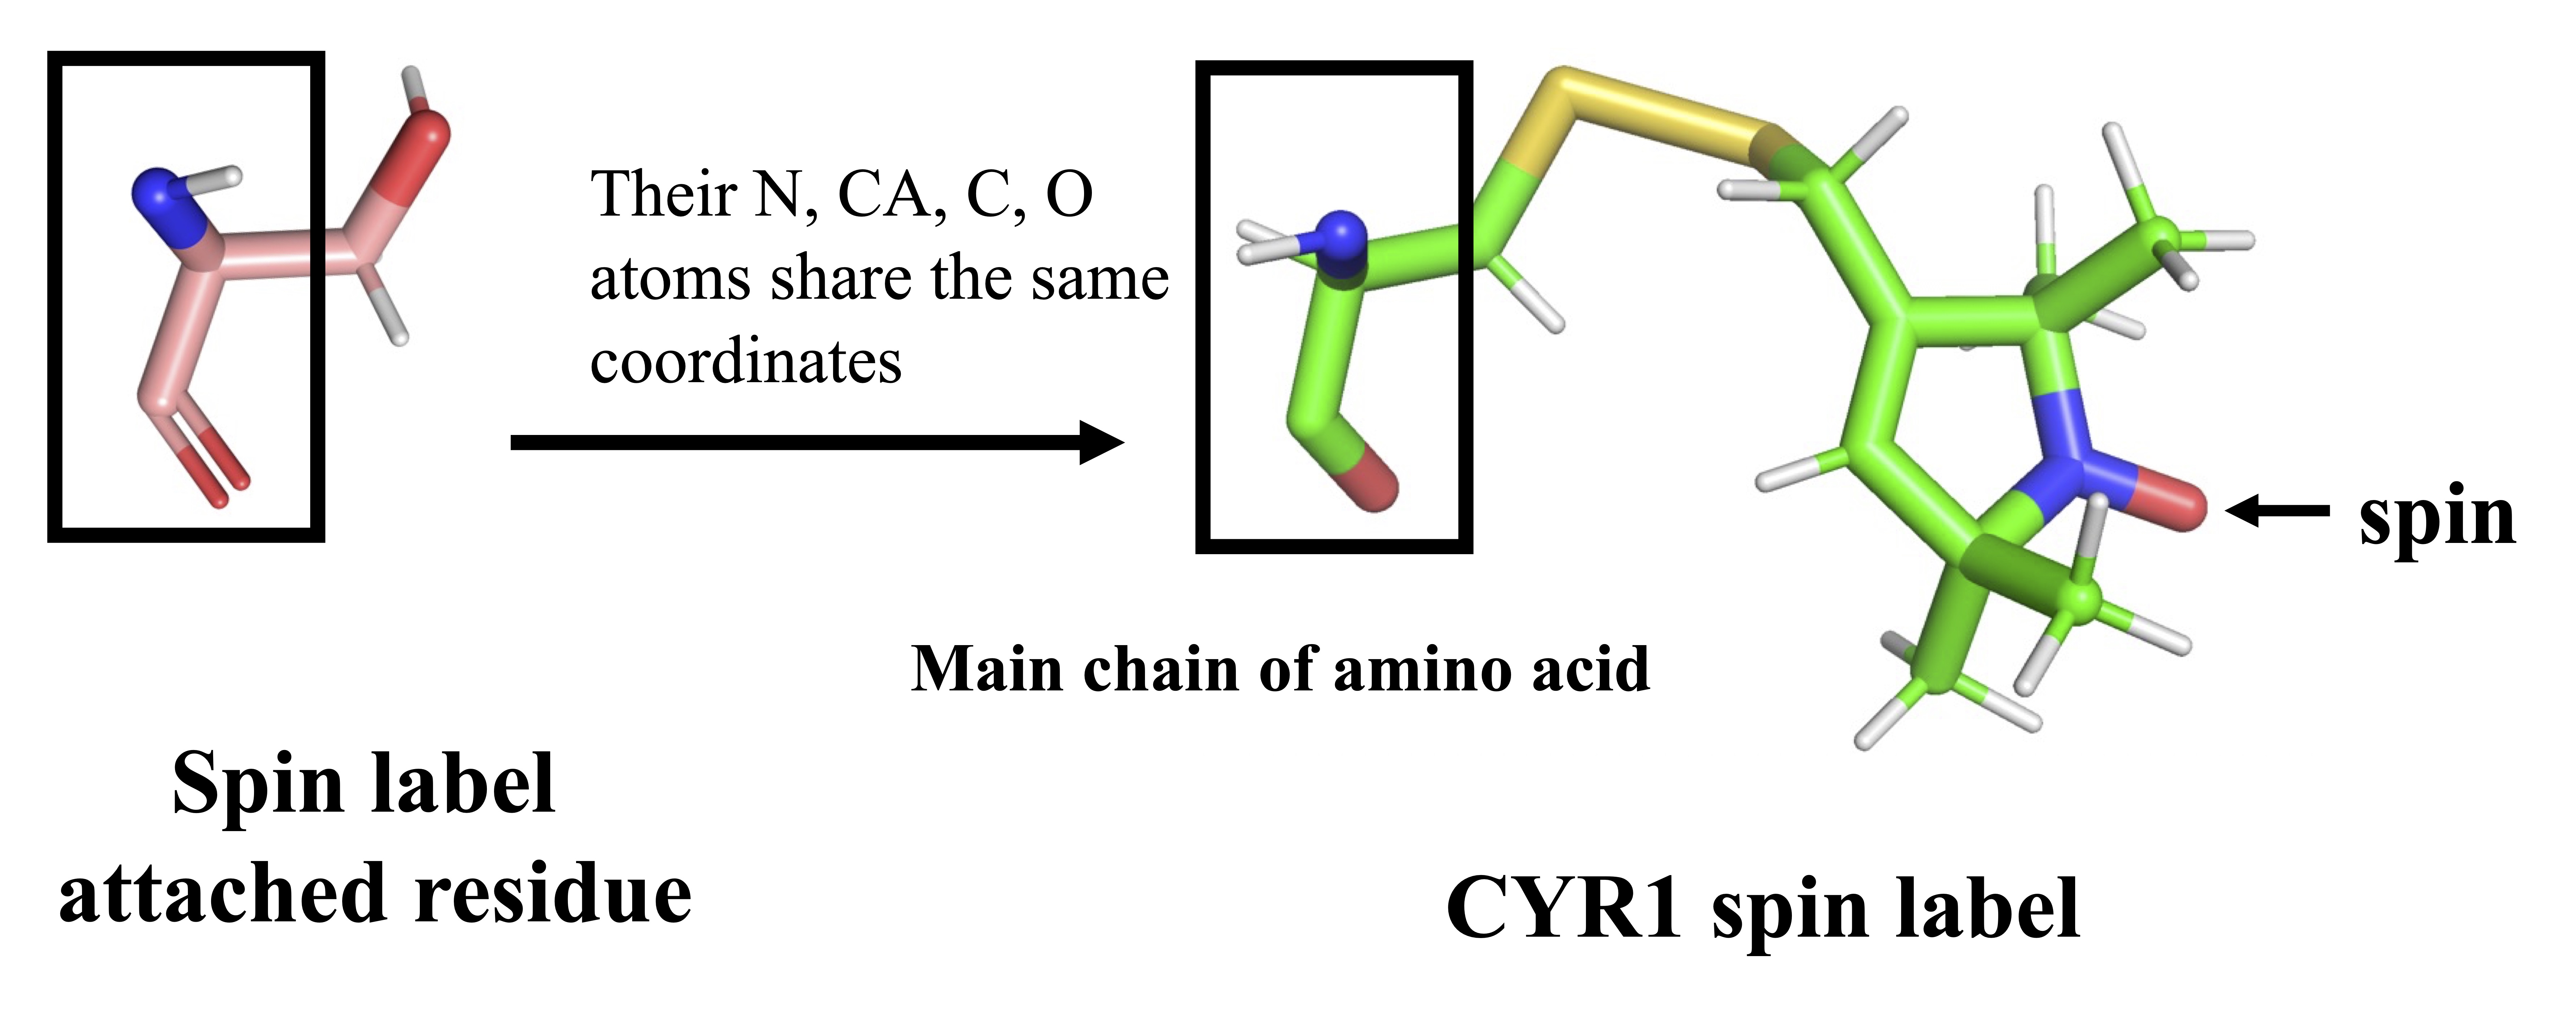 Their N, CA, C, O
atoms share the same
coordinates
spin
Main chain of amino acid
Spin label
attached residue
CYR1 spin label